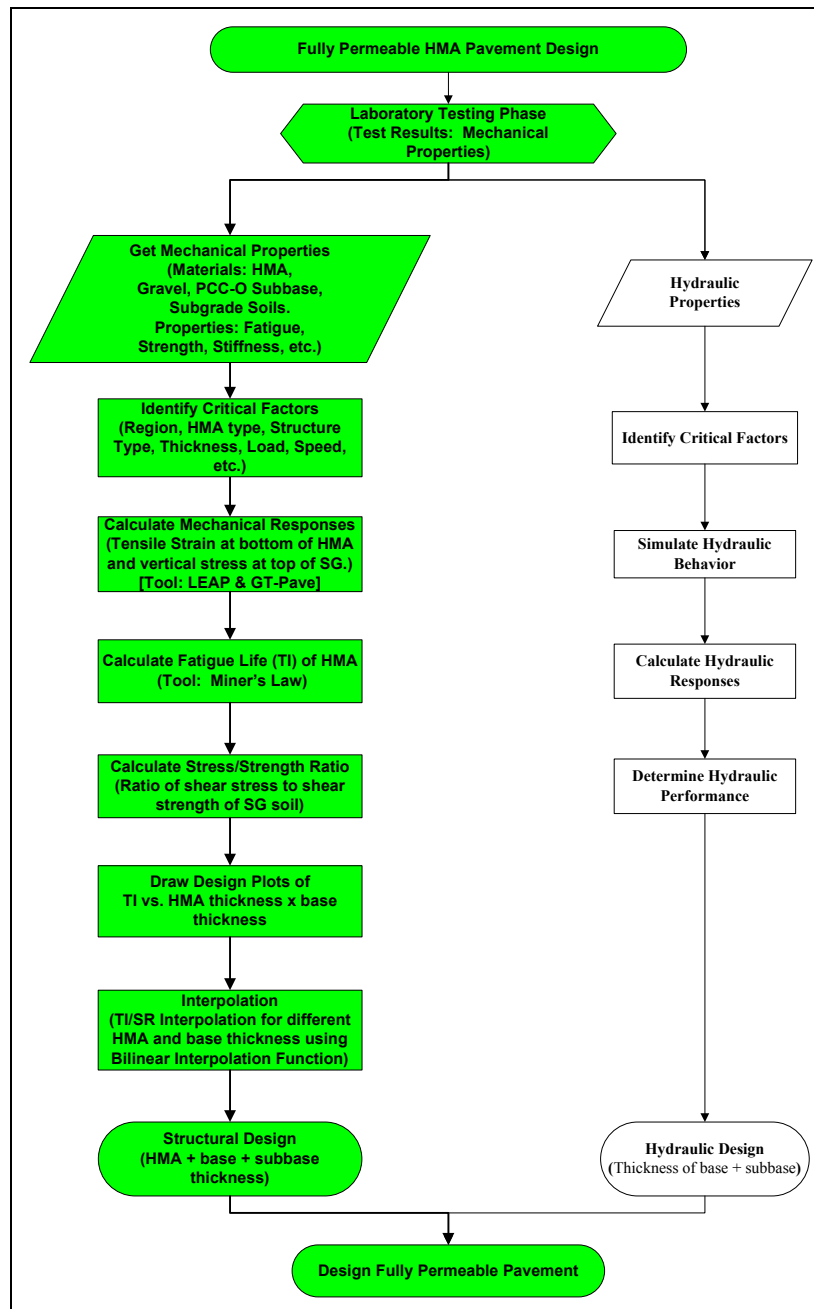 Fully Permeable HMA Pavement Design
Laboratory Testing Phase
(Test Results: Mechanical
Properties)
Get Mechanical Properties
(Materials: HMA,
Gravel, PCC-O Subbase,
Subgrade Soils.
Properties: Fatigue,
Strength, Stiffness, etc.)
Identify Critical Factors
(Region, HMA type, Structure
Type, Thickness, Load, Speed,
etc.)
Calculate Mechanical Responses
(Tensile Strain at bottom of HMA
and vertical stress at top of SG.)
[Tool: LEAP & GT-Pave]
Calculate Fatigue Life (TI) of HMA
(Tool: Miner's Law)
Calculate Stress/Strength Ratio
(Ratio of shear stress to shear
strength of SG soil)
Draw Design Plots of
TI vs. HMA thickness x base
thickness
Interpolation
(TI/SR Interpolation for different
HMA and base thickness using
Bilinear Interpolation Function)
Structural Design
(HMA + base + subbase
thickness)
Hydraulic
Properties
Identify Critical Factors
Simulate Hydraulic
Behavior
Calculate Hydraulic
Responses
Determine Hydraulic
Performance
Hydraulic Design
(Thickness of base + subbase)
Design Fully Permeable Pavement